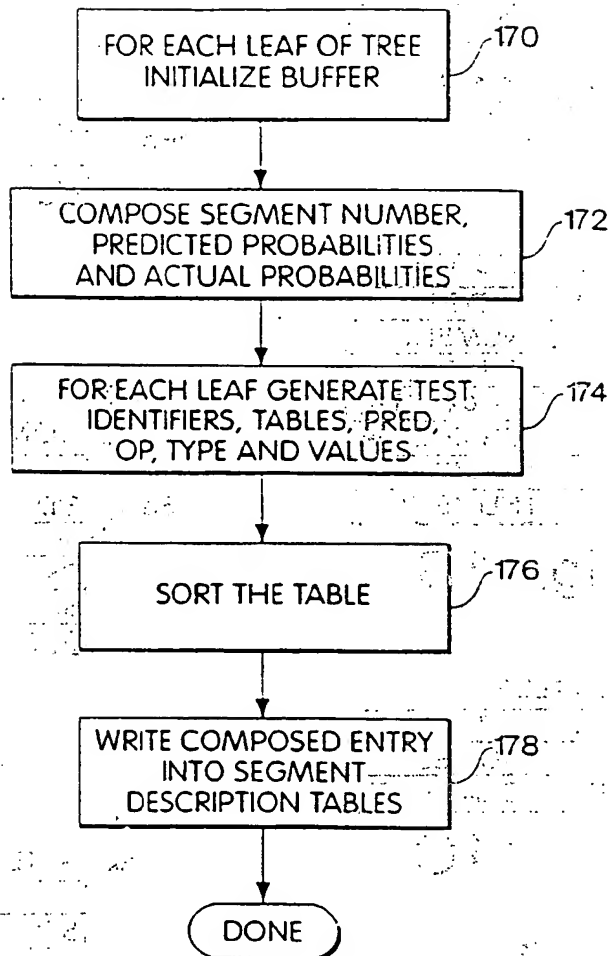 FOR EACH LEAF OF TREE
INITIALIZE BUFFER
170
COMPOSE SEGMENT NUMBER,
PREDICTED PROBABILITIES
AND ACTUAL PROBABILITIES
172
FOR EACH LEAF GENERATE TEST
IDENTIFIERS, TABLES, PRED,
OP, TYPE AND VALUES
174
SORT THE TABLE
176
WRITE COMPOSED ENTRY
INTO SEGMENT
DESCRIPTION TABLES
178
DONE